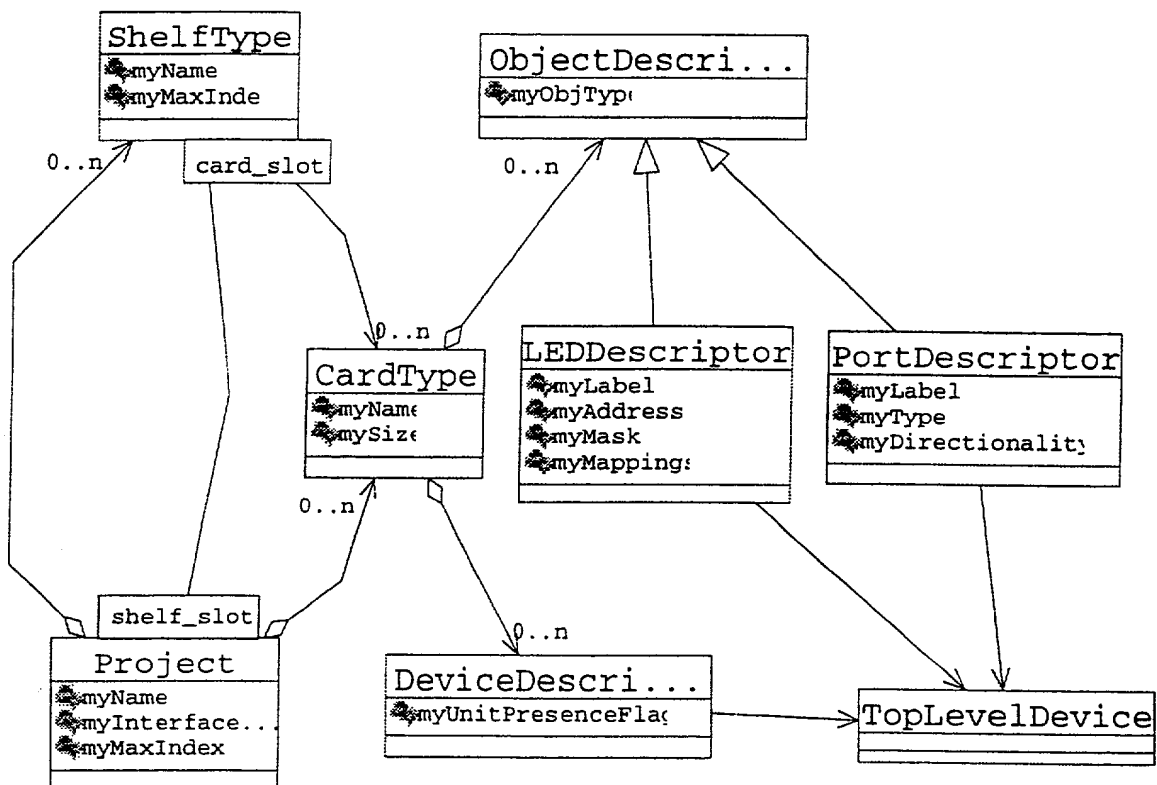 ShelfType
myName
myMaxInde
0..n
card_slot
ObjectDescri...
myObjType
0..n
0..n
CardType
myName
mySize
0..n
LEDDescriptor
myLabel
myAddress
myMask
myMappings
PortDescriptor
myLabel
myType
myDirectionality
shelf_slot
Project
myName
myInterface...
myMaxIndex
0..n
DeviceDescri...
myUnitPresenceFlag
TopLevelDevice